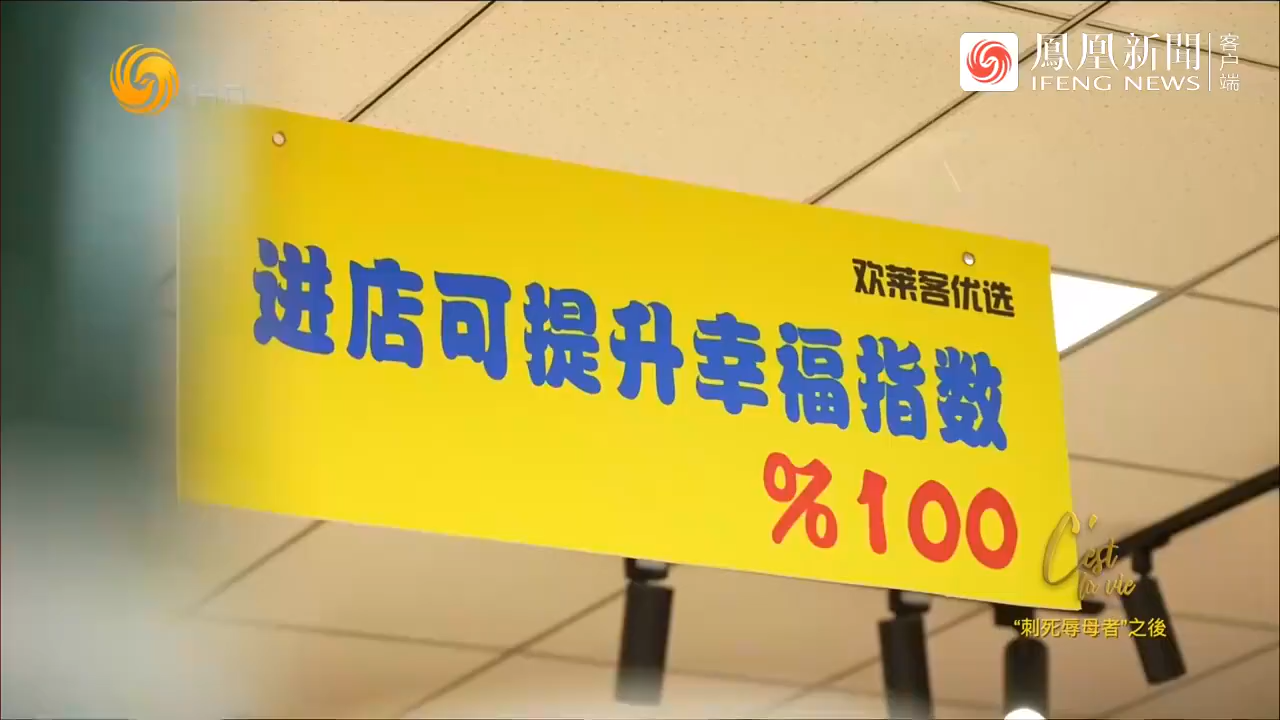 鳳凰新聞
客户端
IFENG NEWS
欢莱客优选
进店可提升幸福指数
%100
C'est
la vie
“刺死辱母者”之後